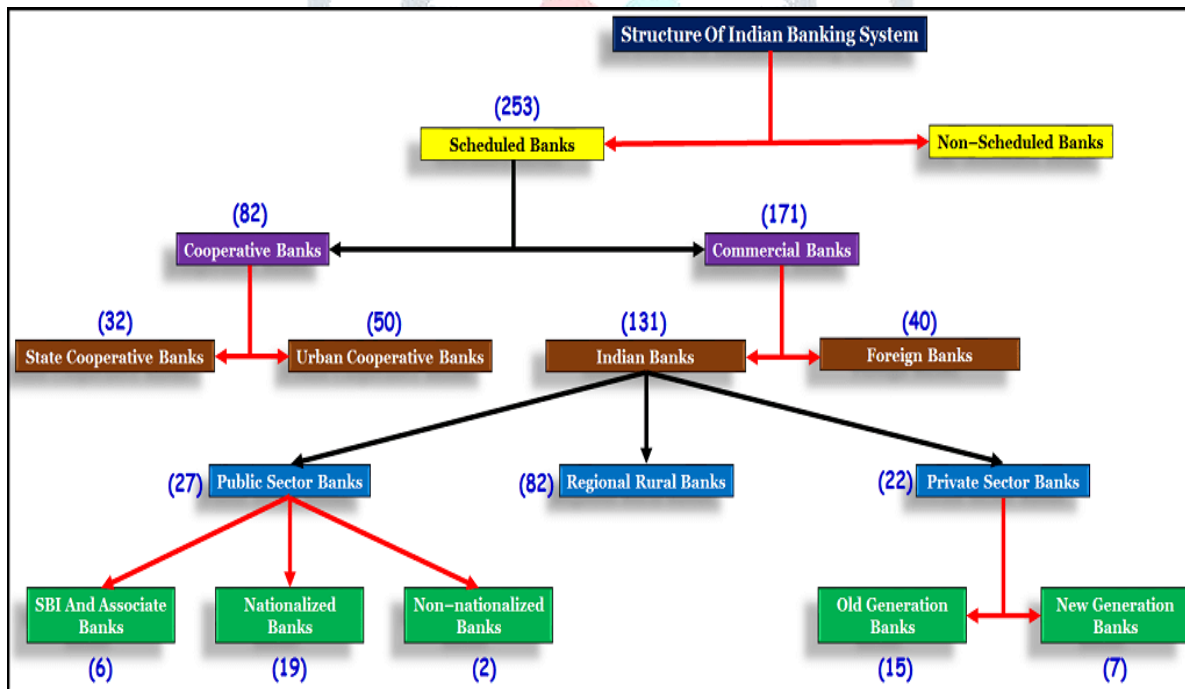 Structure Of Indian Banking System
(253)
Scheduled Banks
Non-Scheduled Banks
(82)
(171)
Cooperative Banks
Commercial Banks
(32)
(50)
(131)
(40)
State Cooperative Banks
Urban Cooperative Banks
Indian Banks
Foreign Banks
(27)
Public Sector Banks
(82)
Regional Rural Banks
(22)
Private Sector Banks
SBI And Associate
Banks
Nationalized
Banks
Non-nationalized
Banks
Old Generation
Banks
New Generation
Banks
(6)
(19)
(2)
(15)
(7)